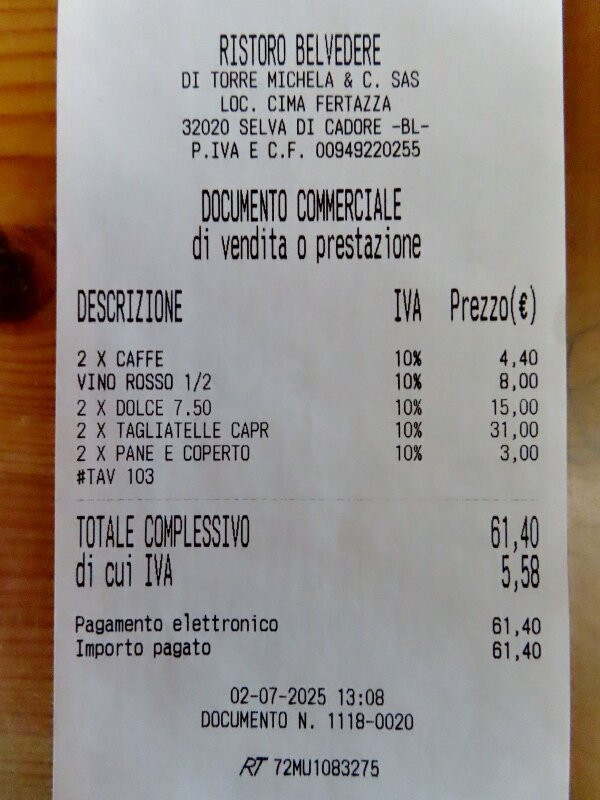 RISTORO BELVEDERE
DI TORRE MICHELA & C. SAS
LOC. CIMA FERTAZZA
32020 SELVA DI CADORE -BL-
P.IVA E C.F. 00949220255
DOCUMENTO COMMERCIALE
di vendita o prestazione
DESCRIZIONE IVA Prezzo(€)
2 X CAFFE 10% 4,40
VINO ROSSO 1/2 10% 8,00
2 X DOLCE 7.50 10% 15,00
2 X TAGLIATELLE CAPR 10% 31,00
2 X PANE E COPERTO 10% 3,00
#TAV 103
TOTALE COMPLESSIVO 61,40
di cui IVA 5,58
Pagamento elettronico 61,40
Importo pagato 61,40
02-07-2025 13:08
DOCUMENTO N. 1118-0020
RT 72MU1083275